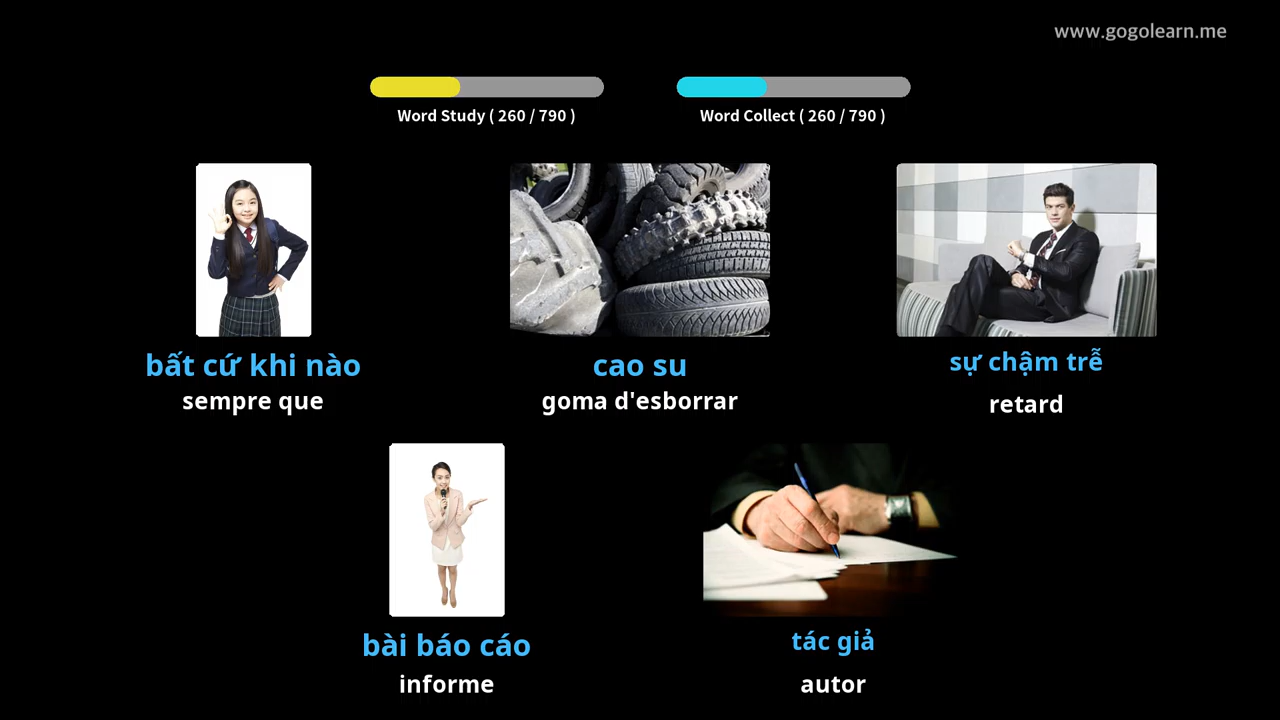 www.gogolearn.me
Word Study ( 260 / 790 )
Word Collect ( 260 / 790 )
bất cứ khi nào
sempre que
cao su
goma d'esborrar
sự chậm trễ
retard
bài báo cáo
informe
tác giả
autor